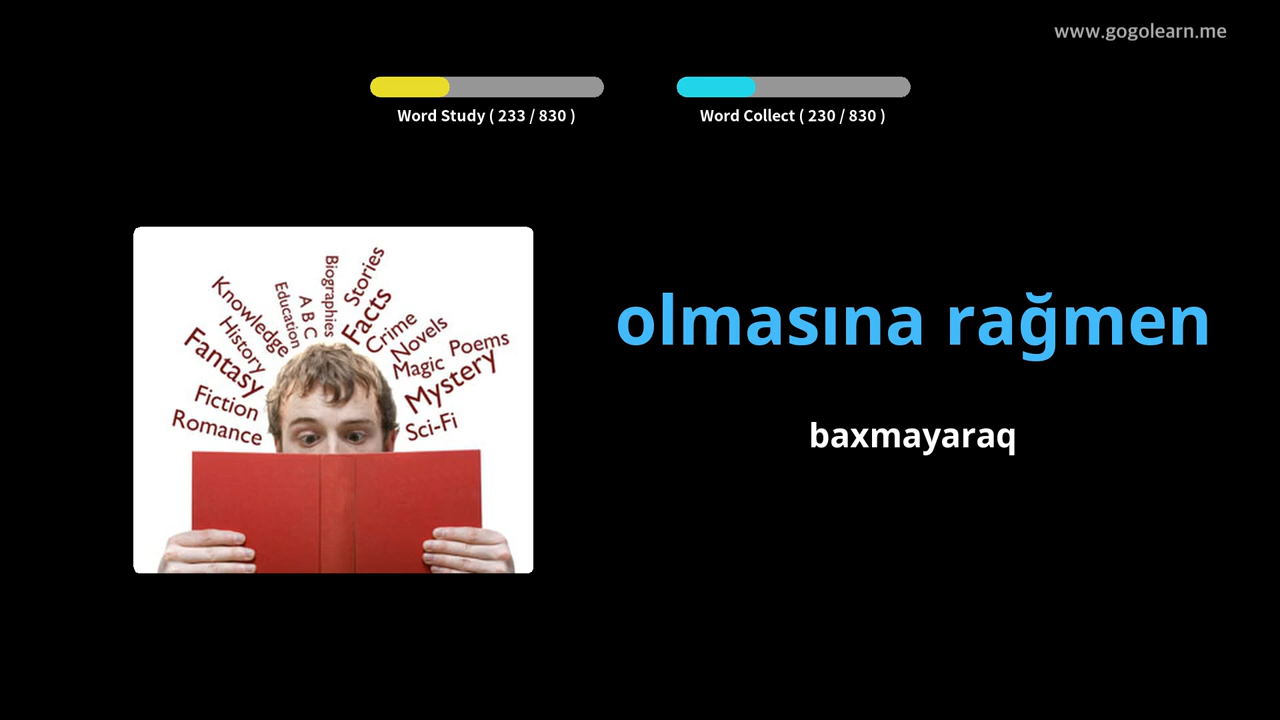 www.gogolearn.me
Word Study ( 233 / 830 )
Word Collect ( 230 / 830 )
Knowledge
History
Fantasy
Fiction
Romance
Education
A B C
Biographies
Stories
Facts
Crime
Novels
Magic
Poems
Mystery
Sci-Fi
olmasına rağmen
baxmayaraq